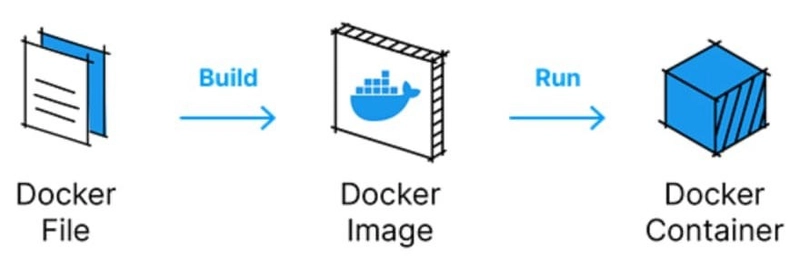 Build
Run
Docker
File
Docker
Image
Docker
Container